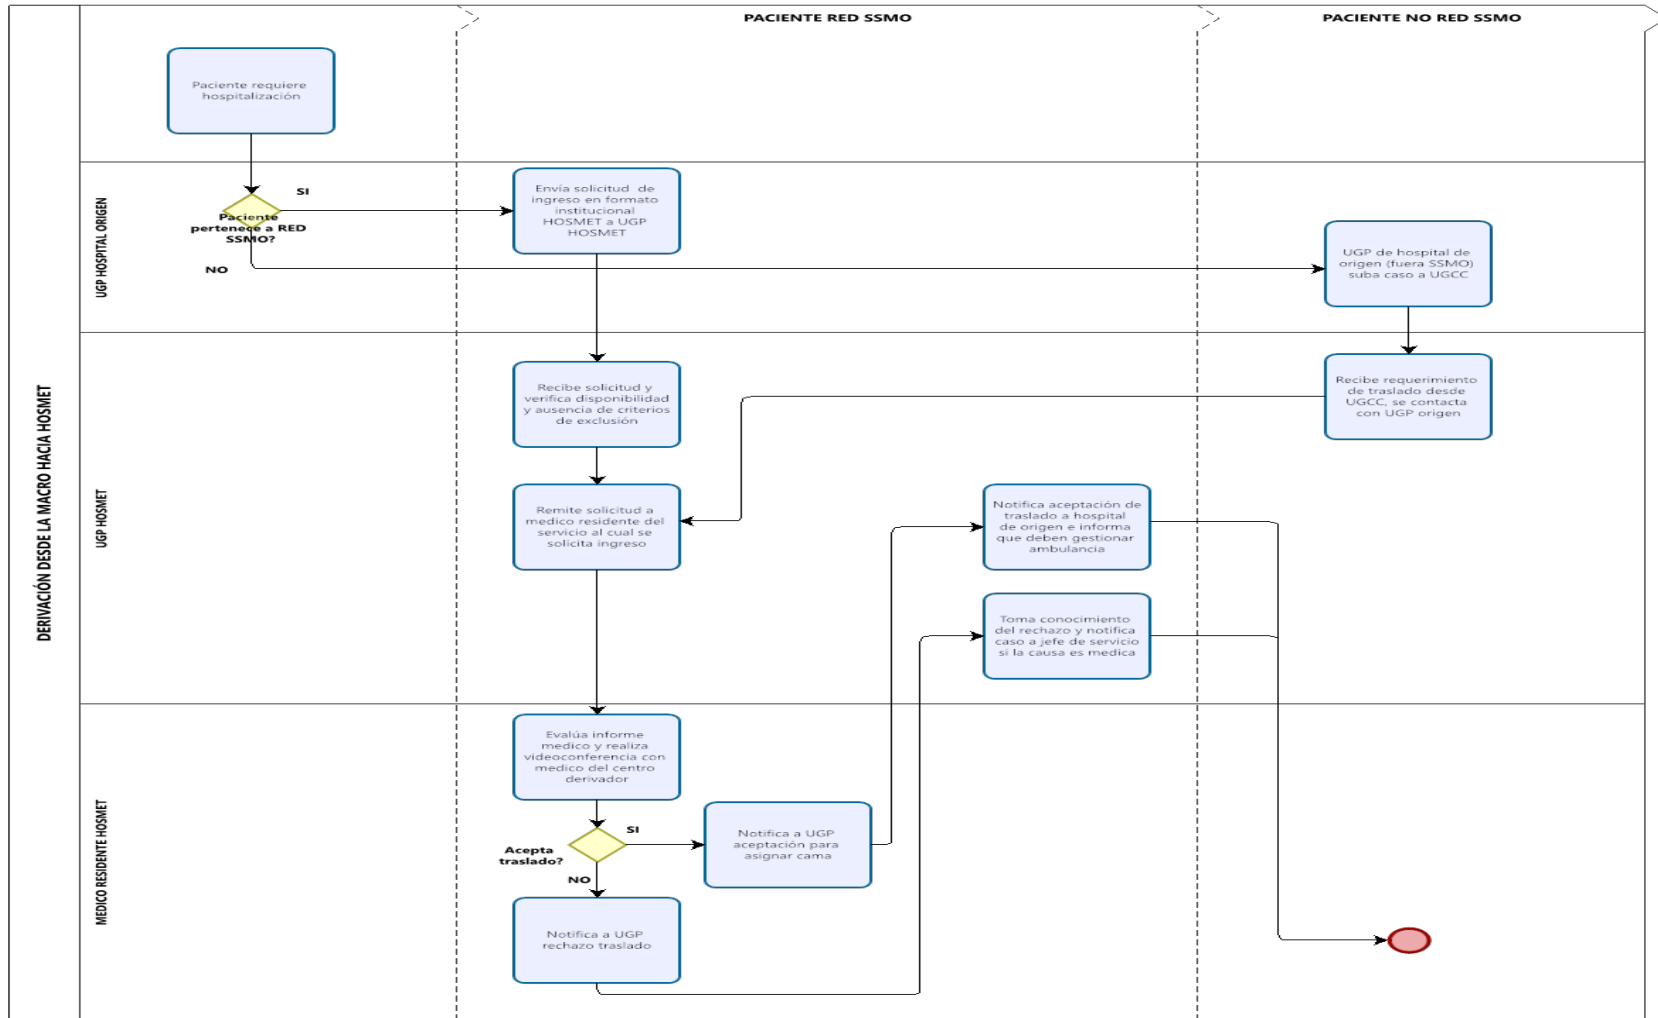 PACIENTE RED SSMO
PACIENTE NO RED SSMO
DERIVACIÓN DESDE LA MACRO HACIA HOSMET
Paciente requiere
hospitalización
UGP HOSPITAL ORIGEN
Paciente
pertenece a RED
SSMO?
SI
NO
Envía solicitud de
ingreso en formato
institucional
HOSMET a UGP
HOSMET
UGP de hospital de
origen (fuera SSMO)
suba caso a UGCC
UGP HOSMET
Recibe solicitud y
verifica disponibilidad
y ausencia de criterios
de exclusión
Recibe requerimiento
de traslado desde
UGCC, se contacta
con UGP origen
Remite solicitud a
medico residente del
servicio al cual se
solicita ingreso
Notifica aceptación de
traslado a hospital
de origen e informa
que deben gestionar
ambulancia
Toma conocimiento
del rechazo y notifica
caso a jefe de servicio
si la causa es medica
MEDICO RESIDENTE HOSMET
Evalúa informe
medico y realiza
videoconferencia con
medico del centro
derivador
Acepta
traslado?
SI
NO
Notifica a UGP
aceptación para
asignar cama
Notifica a UGP
rechazo traslado